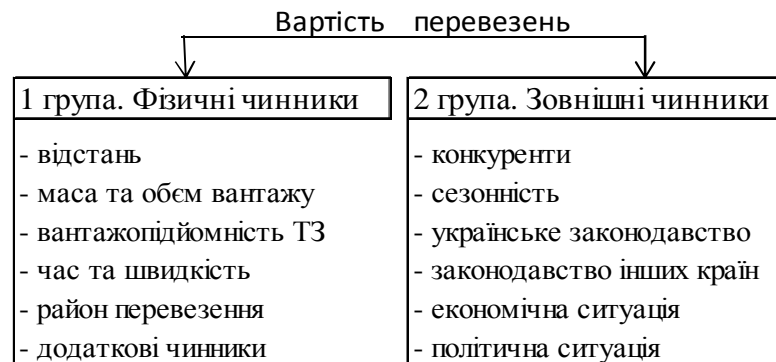 Вартість перевезень
1 група. Фізичні чинники
- відстань
- маса та обєм вантажу
- вантажопідйомність ТЗ
- час та швидкість
- район перевезення
- додаткові чинники
2 група. Зовнішні чинники
- конкуренти
- сезонність
- українське законодавство
- законодавство інших країн
- економічна ситуація
- політична ситуація